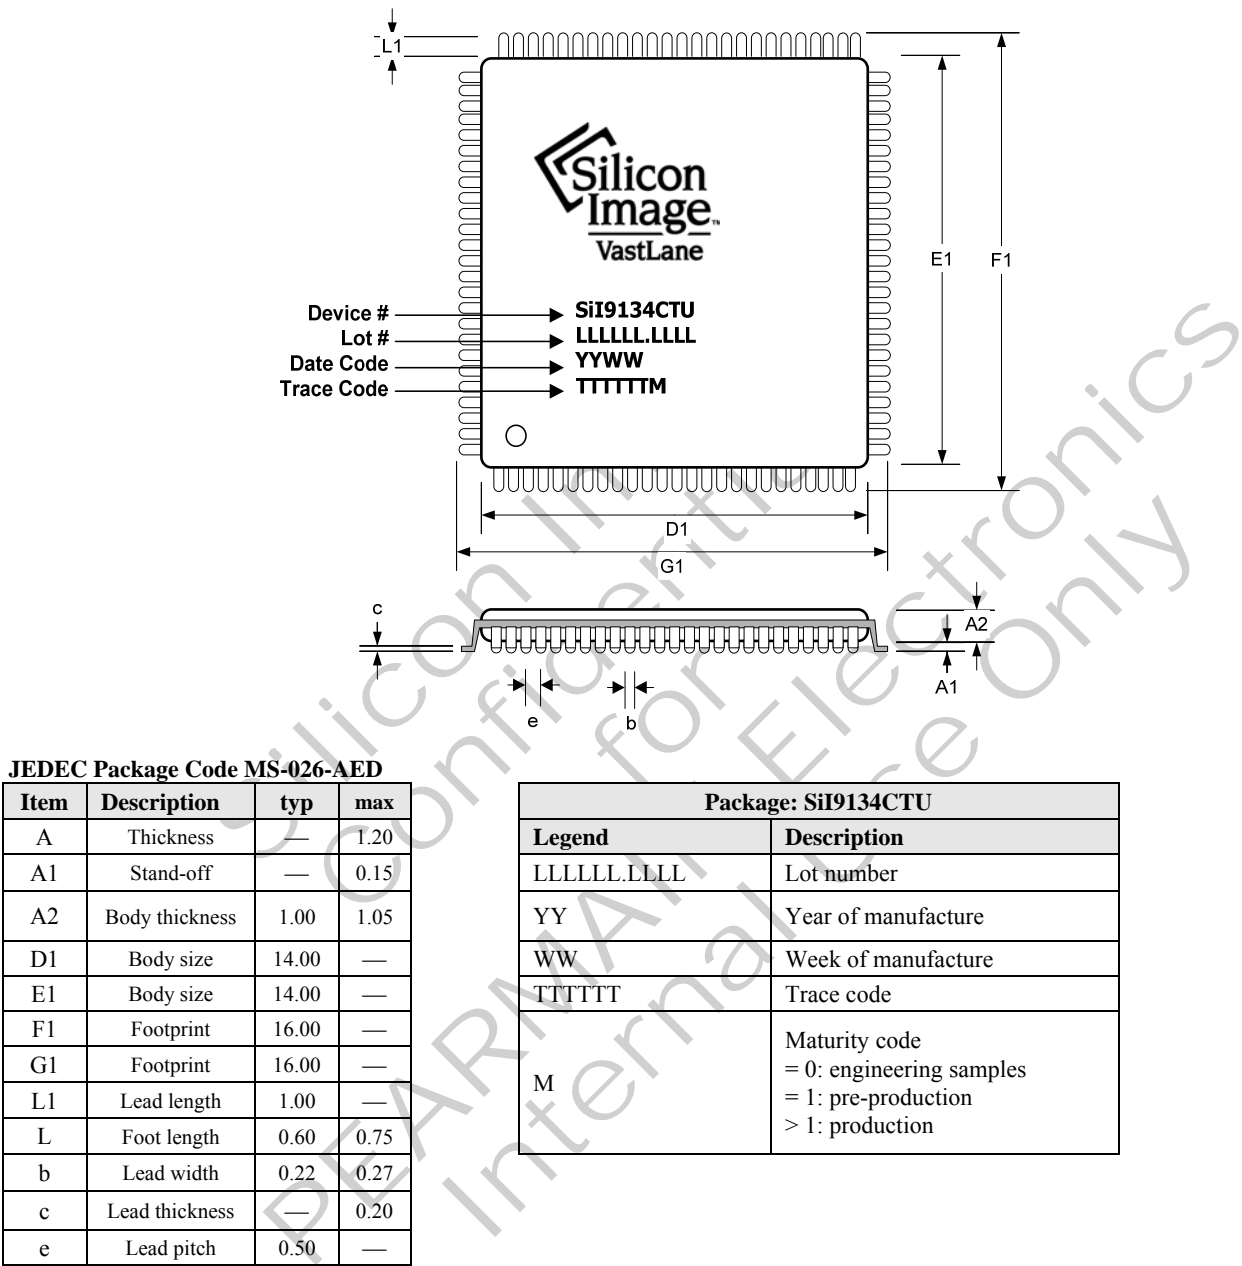 L1
Silicon
Image™
VastLane
E1
F1
Device # SiI9134CTU
Lot # LLLLLL.LLLL
Date Code YYWW
Trace Code TTTTTTM
D1
G1
c
A2
A1
e
b
JEDEC Package Code MS-026-AED
Item Description typ max
A Thickness — 1.20
A1 Stand-off — 0.15
A2 Body thickness 1.00 1.05
D1 Body size 14.00 —
E1 Body size 14.00 —
F1 Footprint 16.00 —
G1 Footprint 16.00 —
L1 Lead length 1.00 —
L Foot length 0.60 0.75
b Lead width 0.22 0.27
c Lead thickness — 0.20
e Lead pitch 0.50 —
Package: SiI9134CTU
Legend Description
LLLLLL.LLLL Lot number
YY Year of manufacture
WW Week of manufacture
TTTTTT Trace code
M Maturity code
= 0: engineering samples
= 1: pre-production
> 1: production
Silicon
Confidential
for
PEARMAIN Electronics
Internal Use Only